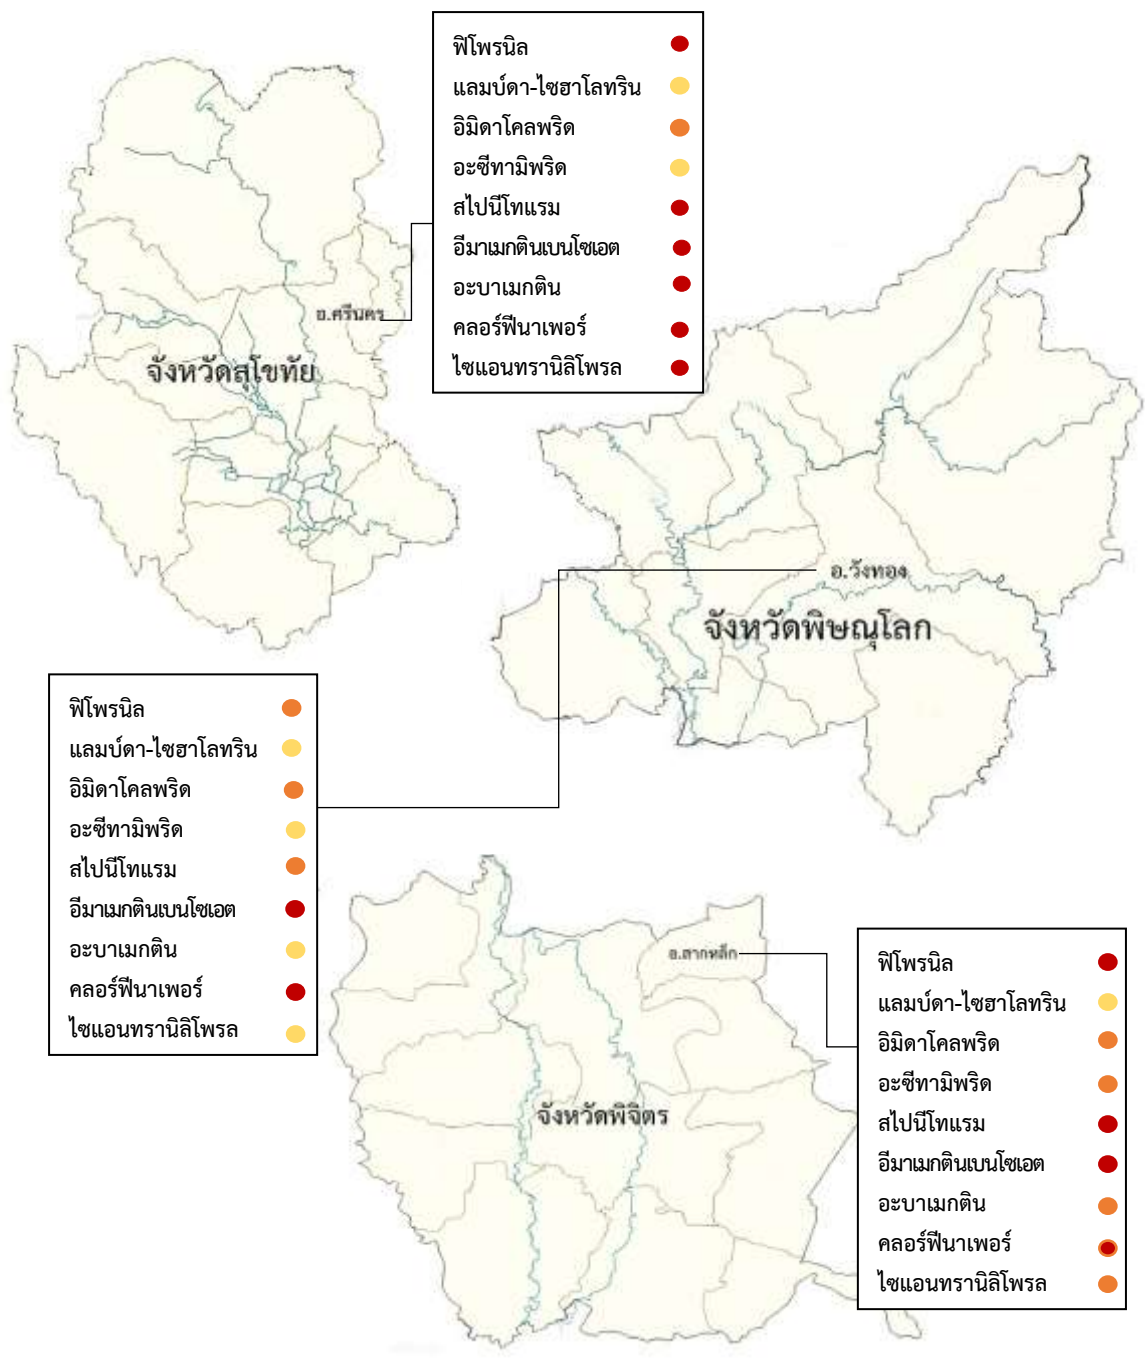 ฟิโพรนิล
แลมบ์ดา-ไซฮาโลทริน
อิมิดาโคลพริด
อะซีทามิพริด
สไปนีโทแรม
อีมาเมกตินเบนโซเอต
อะบาเมกติน
คลอร์ฟีนาเพอร์
ไซแอนทรานิลิโพรล
อ.ศรีนคร
จังหวัดสุโขทัย
อ.วังทอง
จังหวัดพิษณุโลก
ฟิโพรนิล
แลมบ์ดา-ไซฮาโลทริน
อิมิดาโคลพริด
อะซีทามิพริด
สไปนีโทแรม
อีมาเมกตินเบนโซเอต
อะบาเมกติน
คลอร์ฟีนาเพอร์
ไซแอนทรานิลิโพรล
อ.สากหล็ก
จังหวัดพิจิตร
ฟิโพรนิล
แลมบ์ดา-ไซฮาโลทริน
อิมิดาโคลพริด
อะซีทามิพริด
สไปนีโทแรม
อีมาเมกตินเบนโซเอต
อะบาเมกติน
คลอร์ฟีนาเพอร์
ไซแอนทรานิลิโพรล